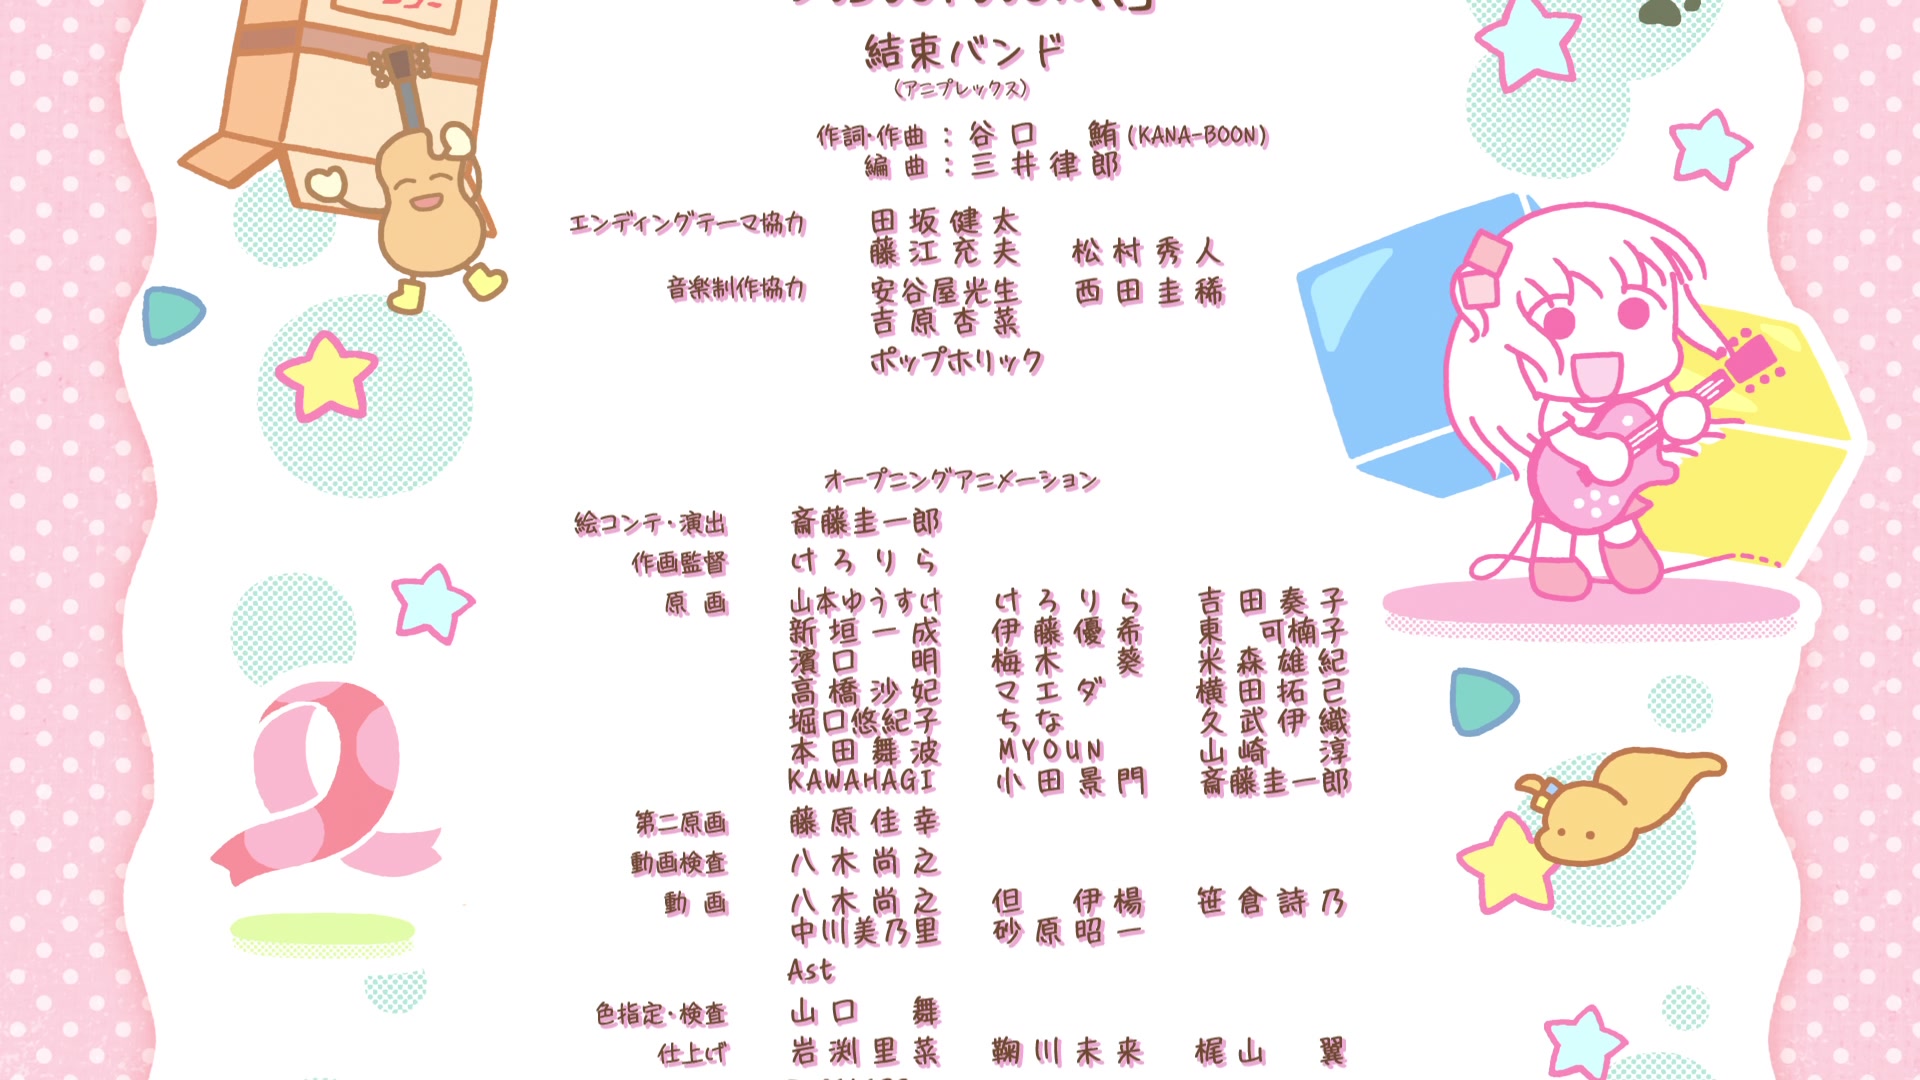 結束バンド
(アニプレックス)
作詞・作曲 : 谷口 鮪 (KANA-BOON)
編曲 : 三井律郎
エンディングテーマ協力 田坂健太
藤江充夫 松村秀人
音楽制作協力 安谷屋光生 西田圭稀
吉原杏菜
ポップホリック
オープニングアニメーション
絵コンテ・演出 斎藤圭一郎
作画監督 けろりら
原画 山本ゆうすけ けろりら 吉田奏子
新垣一成 伊藤優希 東 可楠子
濱口 明 梅木 葵 米森雄紀
高橋沙妃 マエダ 横田拓己
堀口悠紀子 ちな 久武伊織
本田舞波 MYOUN 山崎 淳
KAWAHAGI 小田景門 斎藤圭一郎
第二原画 藤原佳幸
動画検査 八木尚之
動画 八木尚之 但 伊楊 笹倉詩乃
中川美乃里 砂原昭一
Ast
色指定・検査 山口 舞
仕上げ 岩渕里菜 鞠川未来 梶山 翼